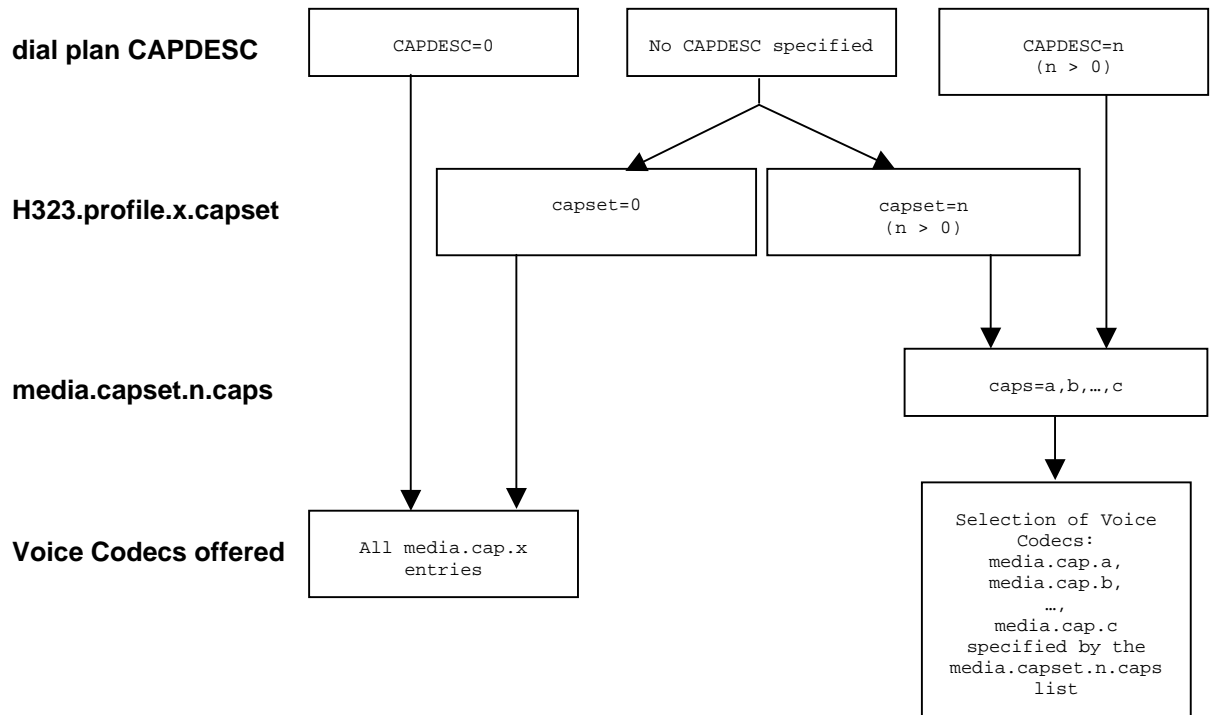 dial plan CAPDESC
CAPDESC=0
No CAPDESC specified
CAPDESC=n
(n > 0)
H323.profile.x.capset
capset=0
capset=n
(n > 0)
media.capset.n.caps
caps=a,b,…,c
Voice Codecs offered
All media.cap.x
entries
Selection of Voice
Codecs:
media.cap.a,
media.cap.b,
…,
media.cap.c
specified by the
media.capset.n.caps
list